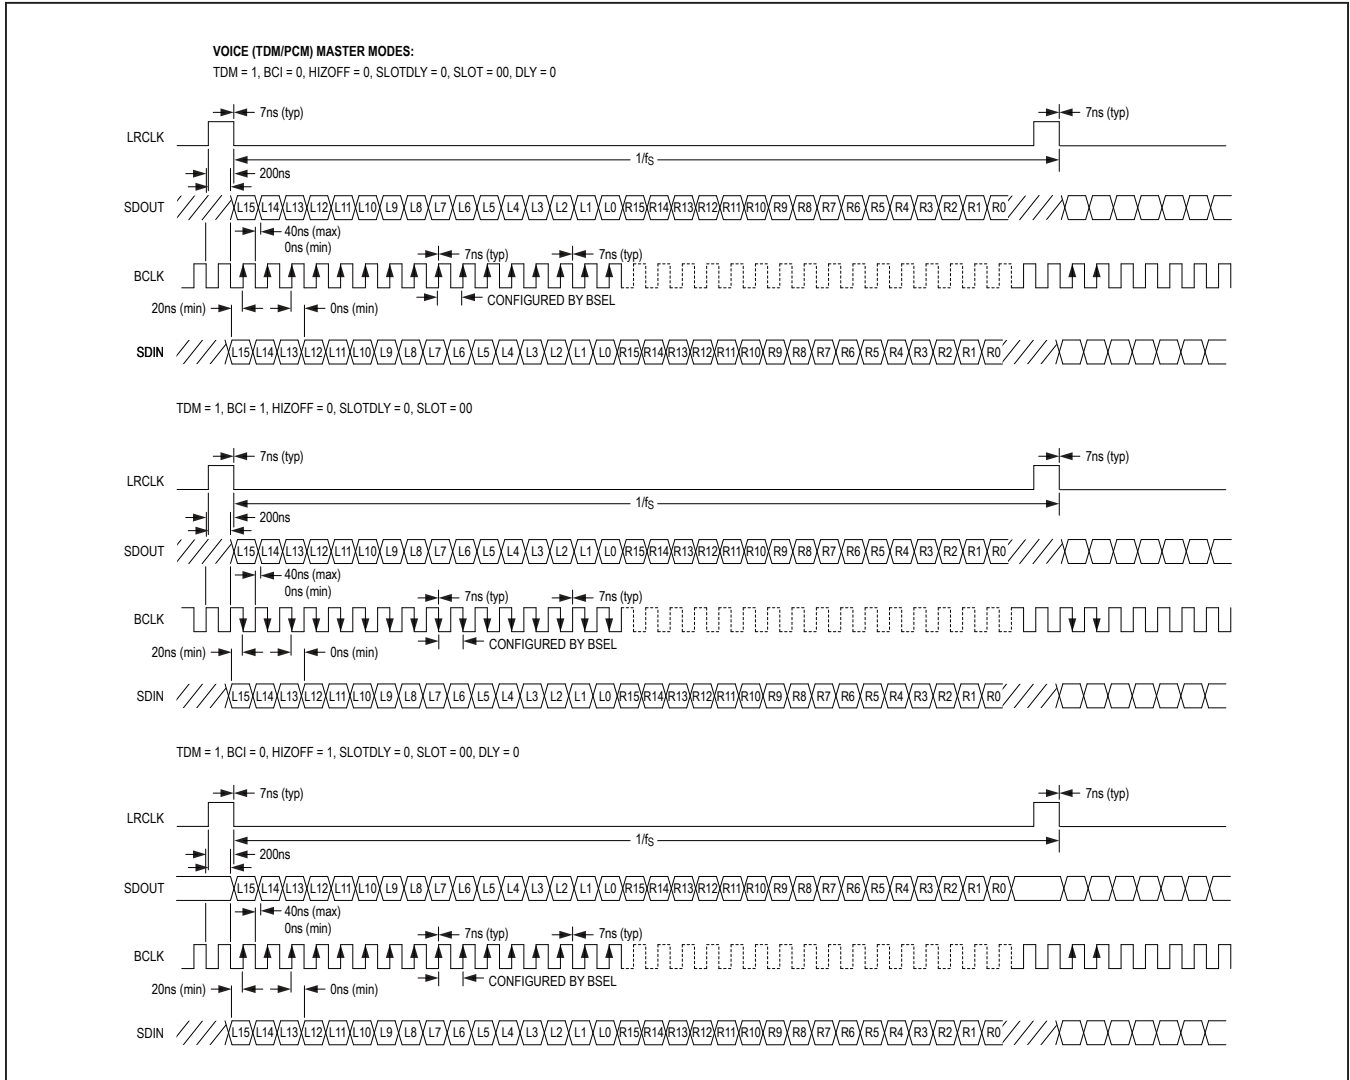 VOICE (TDM/PCM) MASTER MODES:
TDM = 1, BCI = 0, HIZOFF = 0, SLOTDLY = 0, SLOT = 00, DLY = 0
7ns (typ) 7ns (typ)
LRCLK
1/fS
200ns
SDOUT L15 L14 L13 L12 L11 L10 L9 L8 L7 L6 L5 L4 L3 L2 L1 L0 R15 R14 R13 R12 R11 R10 R9 R8 R7 R6 R5 R4 R3 R2 R1 R0
40ns (max)
0ns (min) 7ns (typ) 7ns (typ)
BCLK
CONFIGURED BY BSEL
20ns (min) 0ns (min)
SDIN L15 L14 L13 L12 L11 L10 L9 L8 L7 L6 L5 L4 L3 L2 L1 L0 R15 R14 R13 R12 R11 R10 R9 R8 R7 R6 R5 R4 R3 R2 R1 R0
TDM = 1, BCI = 1, HIZOFF = 0, SLOTDLY = 0, SLOT = 00
7ns (typ) 7ns (typ)
LRCLK
1/fS
200ns
SDOUT L15 L14 L13 L12 L11 L10 L9 L8 L7 L6 L5 L4 L3 L2 L1 L0 R15 R14 R13 R12 R11 R10 R9 R8 R7 R6 R5 R4 R3 R2 R1 R0
40ns (max)
0ns (min) 7ns (typ) 7ns (typ)
BCLK
CONFIGURED BY BSEL
20ns (min) 0ns (min)
SDIN L15 L14 L13 L12 L11 L10 L9 L8 L7 L6 L5 L4 L3 L2 L1 L0 R15 R14 R13 R12 R11 R10 R9 R8 R7 R6 R5 R4 R3 R2 R1 R0
TDM = 1, BCI = 0, HIZOFF = 1, SLOTDLY = 0, SLOT = 00, DLY = 0
7ns (typ) 7ns (typ)
LRCLK
1/fS
200ns
SDOUT L15 L14 L13 L12 L11 L10 L9 L8 L7 L6 L5 L4 L3 L2 L1 L0 R15 R14 R13 R12 R11 R10 R9 R8 R7 R6 R5 R4 R3 R2 R1 R0
40ns (max)
0ns (min) 7ns (typ) 7ns (typ)
BCLK
CONFIGURED BY BSEL
20ns (min) 0ns (min)
SDIN L15 L14 L13 L12 L11 L10 L9 L8 L7 L6 L5 L4 L3 L2 L1 L0 R15 R14 R13 R12 R11 R10 R9 R8 R7 R6 R5 R4 R3 R2 R1 R0